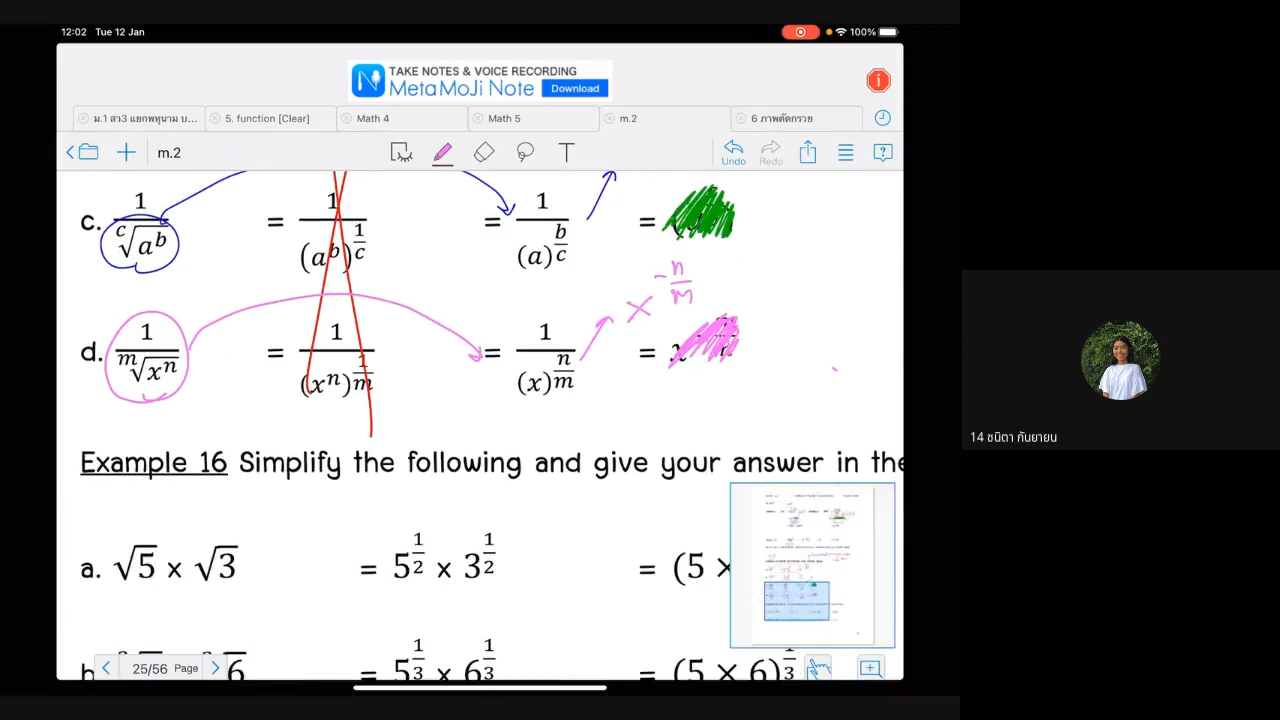 12:02 Tue 12 Jan
100%
TAKE NOTES & VOICE RECORDING
MetaMoJi Note Download
ม.1 สว3 แยกพหุนาม บ... 5. function [Clear] Math 4 Math 5 m.2 6 ภาพตัดกรวย
m.2 T Undo Redo
c. 1/ᶜ√aᵇ = 1/(aᵇ)^(1/c) = 1/(a)^(b/c) =
x^(-n/m)
d. 1/ᵐ√xⁿ = 1/(xⁿ)^(1/m) = 1/(x)^(n/m) =
Example 16 Simplify the following and give your answer in the
a. √5 × √3 = 5^(1/2) × 3^(1/2) = (5 ×
= 5^(1/3) × 6^(1/3) = (5 × 6)^(1/3)
25/56 Page
14 ชนิตา กันยายน